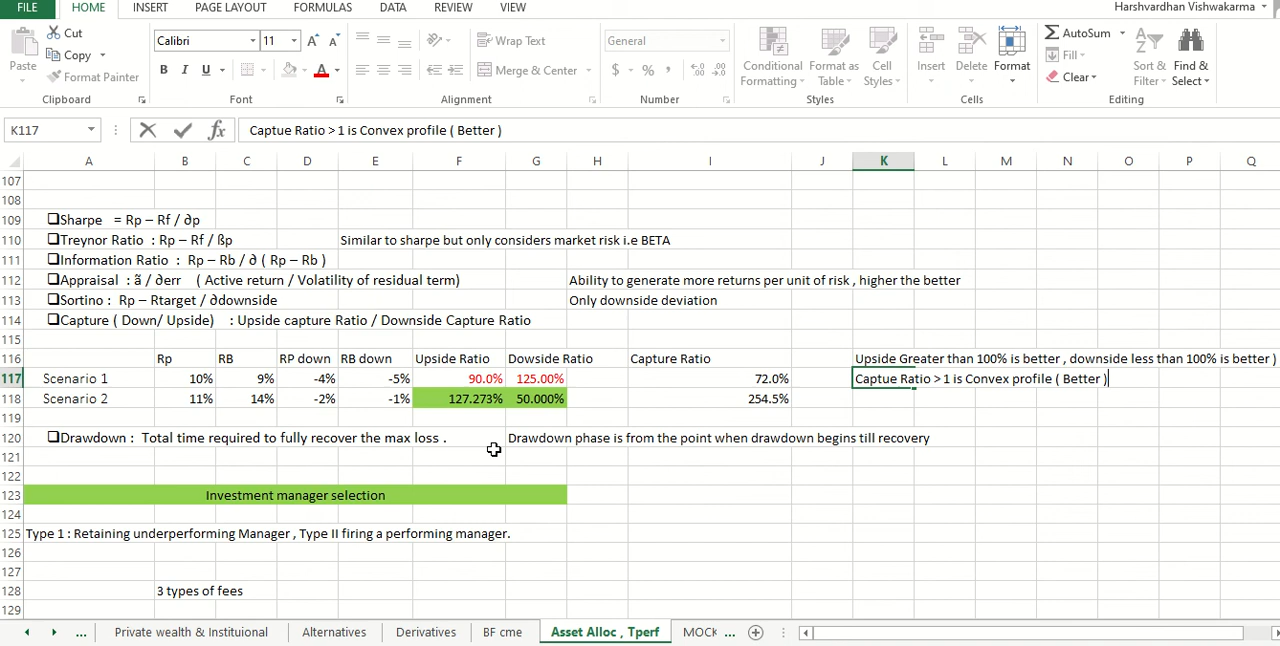 FILE HOME INSERT PAGE LAYOUT FORMULAS DATA REVIEW VIEW Harshvardhan Vishwakarma
Paste Cut Copy Format Painter Clipboard
Calibri 11 A A B I U A Font
Wrap Text Merge & Center Alignment
General $ % , Number
Conditional Formatting Format as Table Cell Styles Styles
Insert Delete Format Cells
AutoSum Fill Clear Sort & Filter Find & Select Editing
K117 fx Captue Ratio > 1 is Convex profile ( Better )
A B C D E F G H I J K L M N O P Q
107
108
109 Sharpe = Rp – Rf / ∂p
110 Treynor Ratio : Rp – Rf / ßp Similar to sharpe but only considers market risk i.e BETA
111 Information Ratio : Rp – Rb / ∂ ( Rp – Rb )
112 Appraisal : ã / ∂err ( Active return / Volatility of residual term) Ability to generate more returns per unit of risk , higher the better
113 Sortino : Rp – Rtarget / ∂downside Only downside deviation
114 Capture ( Down/ Upside) : Upside capture Ratio / Downside Capture Ratio
115
116 Rp RB RP down RB down Upside Ratio Dowside Ratio Capture Ratio Upside Greater than 100% is better , downside less than 100% is better )
117 Scenario 1 10% 9% -4% -5% 90.0% 125.00% 72.0% Captue Ratio > 1 is Convex profile ( Better )
118 Scenario 2 11% 14% -2% -1% 127.273% 50.000% 254.5%
119
120 Drawdown : Total time required to fully recover the max loss . Drawdown phase is from the point when drawdown begins till recovery
121
122
123 Investment manager selection
124
125 Type 1 : Retaining underperforming Manager , Type II firing a performing manager.
126
127
128 3 types of fees
129
... Private wealth & Instituional Alternatives Derivatives BF cme Asset Alloc , Tperf MOCK ...